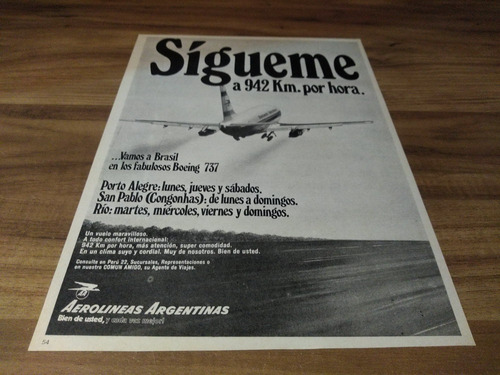 Sígueme
a 942 Km. por hora.
...Vamos a Brasil
en los fabulosos Boeing 737
Porto Alegre: lunes, jueves y sábados.
San Pablo (Congonhas): de lunes a domingos.
Río: martes, miércoles, viernes y domingos.
Un vuelo maravilloso.
A todo confort internacional:
942 Km por hora, más atención, super comodidad.
En un clima suyo y cordial. Muy de nosotros. Bien de usted.
Consulte en Perú 22, Sucursales, Representaciones o
en nuestro COMUN AMIGO, su Agente de Viajes.
AEROLINEAS ARGENTINAS
Bien de usted, y cada vez mejor!
54